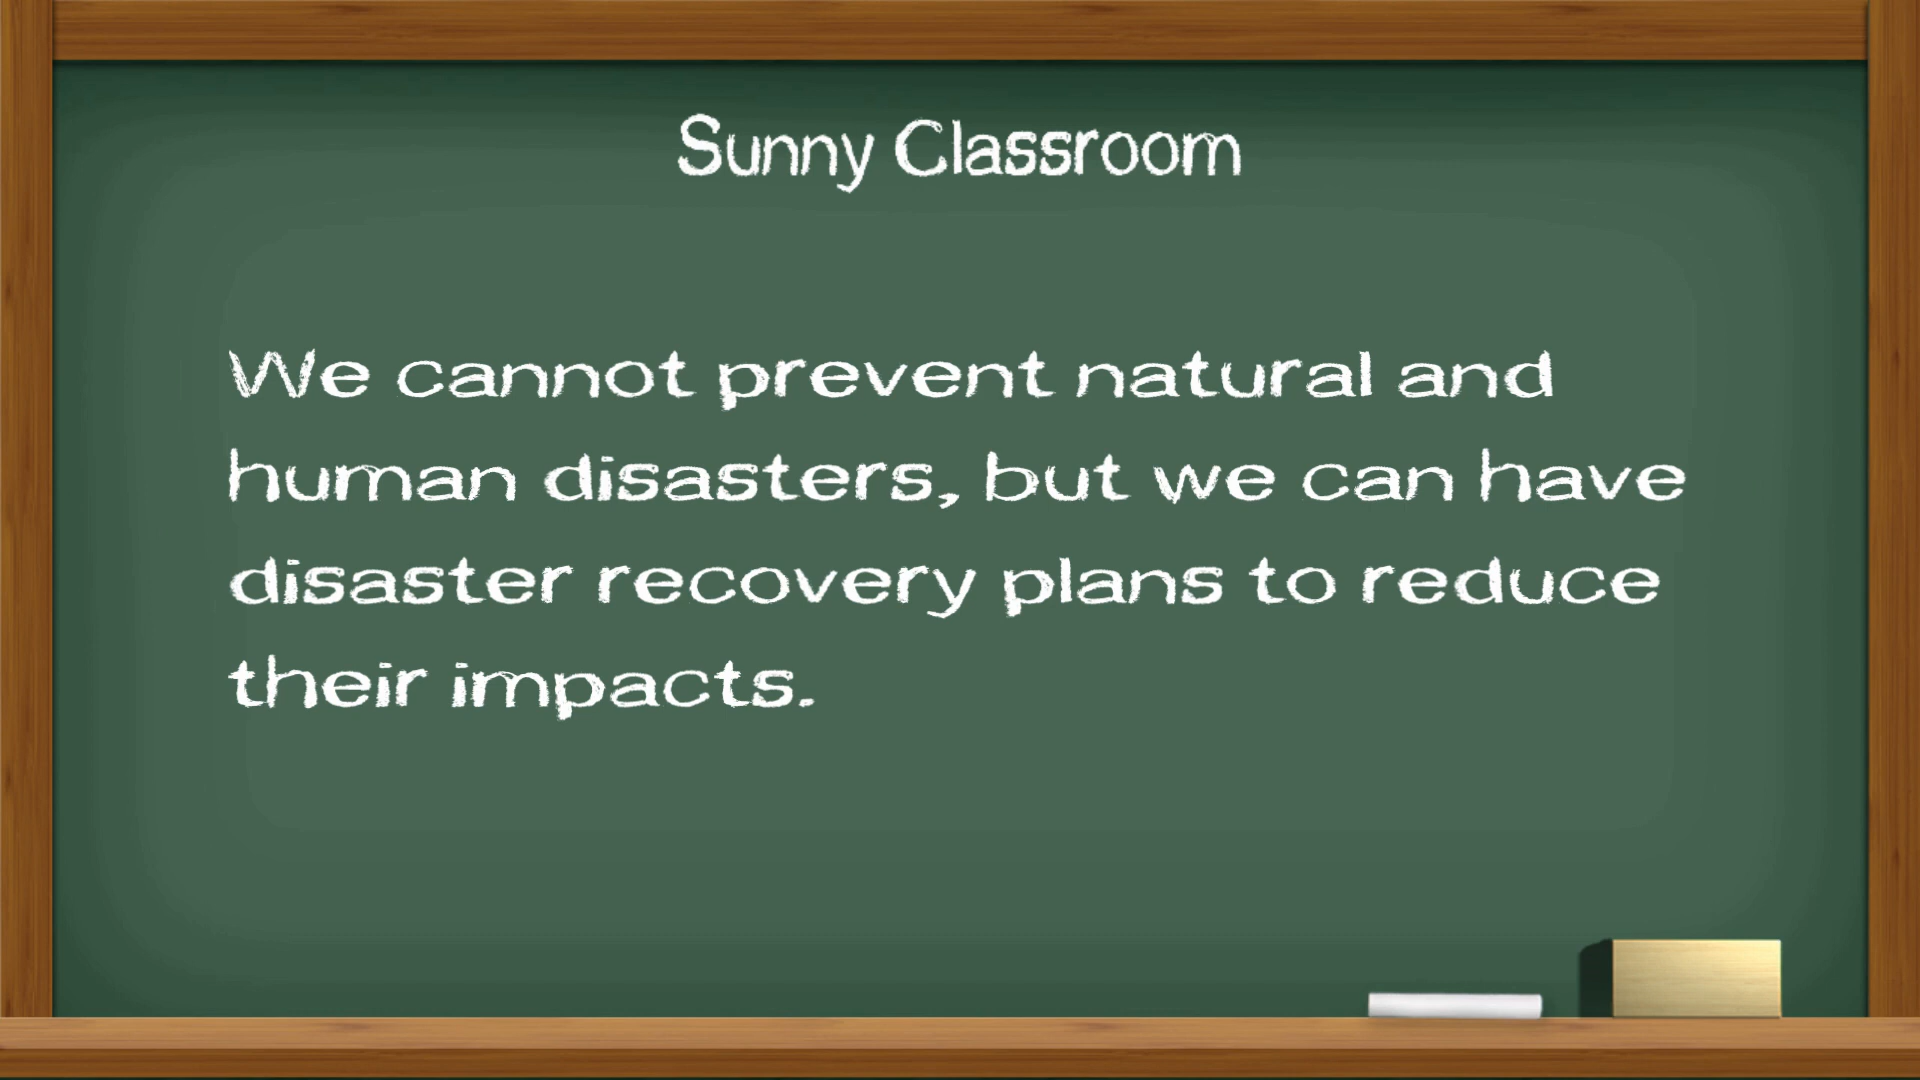 Sunny Classroom
We cannot prevent natural and
human disasters, but we can have
disaster recovery plans to reduce
their impacts.